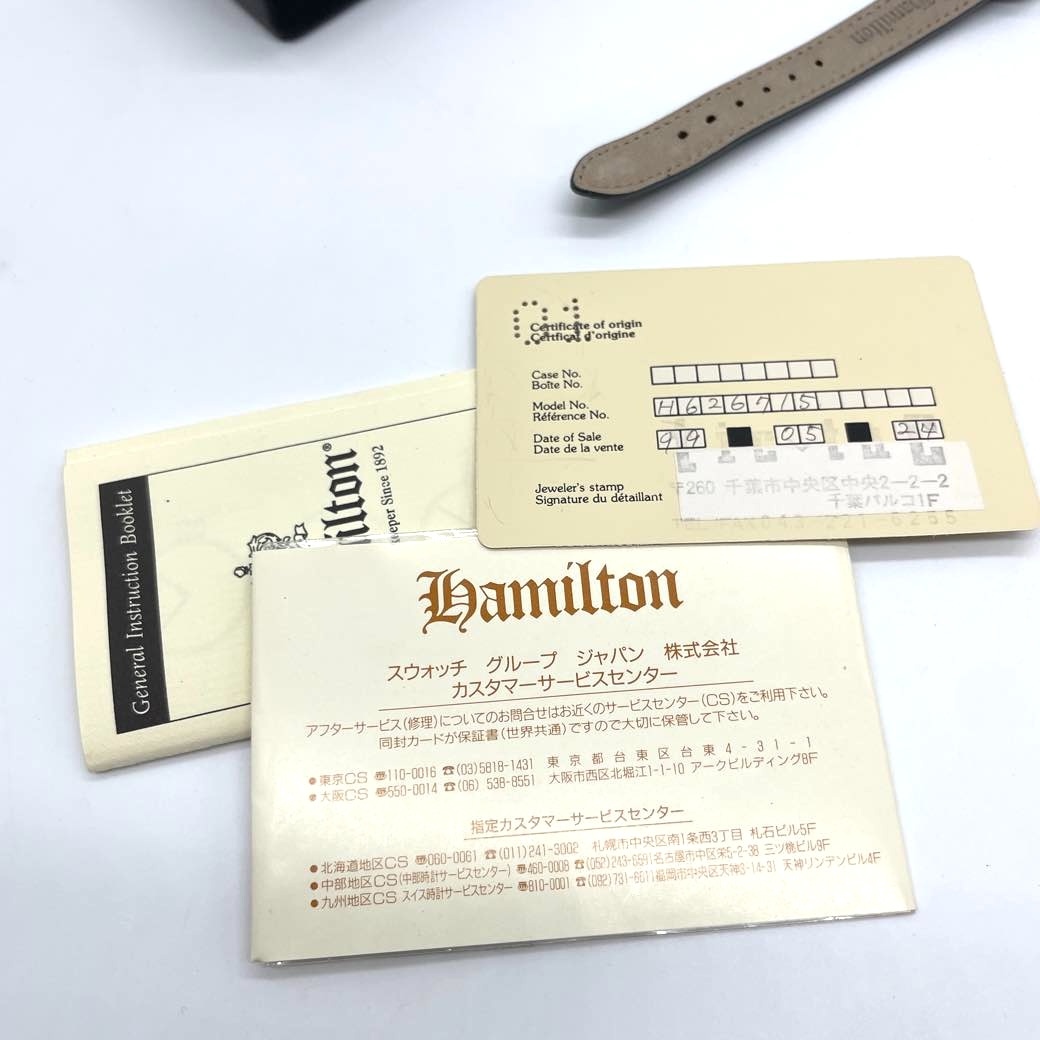 Hamilton
Certificate of origin
Certificat d'origine
Case No.
Boîte No.
Model No. H626715
Référence No.
Date of Sale 99 05 24
Date de la vente
Jeweler's stamp
Signature du détaillant
〒260 千葉市中央区中央2-2-2
千葉パルコ1F
TEL/FAX 043-221-6255
General Instruction Booklet
ilton®
keeper Since 1892
Hamilton
スウォッチ グループ ジャパン 株式会社
カスタマーサービスセンター
アフターサービス(修理)についてのお問合せはお近くのサービスセンター(CS)をご利用下さい。
同封カードが保証書(世界共通)ですので大切に保管して下さい。
●東京CS 〠110-0016 ☎(03)5818-1431 東京都台東区台東4-31-1
●大阪CS 〠550-0014 ☎(06) 538-8551 大阪市西区北堀江1-1-10 アークビルディング8F
指定カスタマーサービスセンター
●北海道地区CS 〠060-0061 ☎(011)241-3002 札幌市中央区南1条西3丁目 札石ビル5F
●中部地区CS(中部時計サービスセンター) 〠460-0008 ☎(052)243-6591 名古屋市中区栄5-2-38 三ツ桃ビル9F
●九州地区CS スイス時計サービスセンター 〠810-0001 ☎(092)731-6611 福岡市中央区天神3-14-31 天神リンデンビル4F